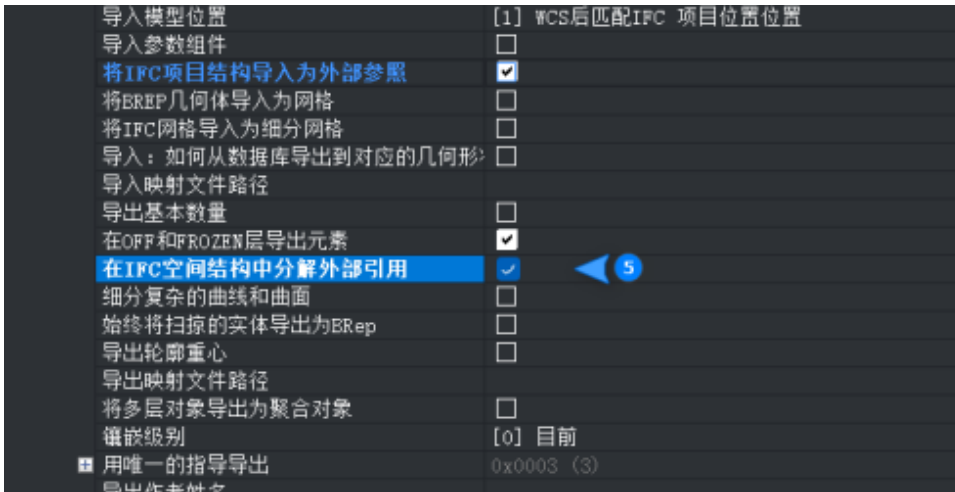 导入模型位置 [1] WCS后匹配IFC 项目位置位置
导入参数组件
将IFC项目结构导入为外部参照
将BREP几何体导入为网格
将IFC网格导入为细分网格
导入：如何从数据库导出到对应的几何形
导入映射文件路径
导出基本数量
在OFF和FROZEN层导出元素
在IFC空间结构中分解外部引用 5
细分复杂的曲线和曲面
始终将扫掠的实体导出为BRep
导出轮廓重心
导出映射文件路径
将多层对象导出为聚合对象
镶嵌级别 [0] 目前
用唯一的指导导出 0x0003 (3)
导出作者姓名